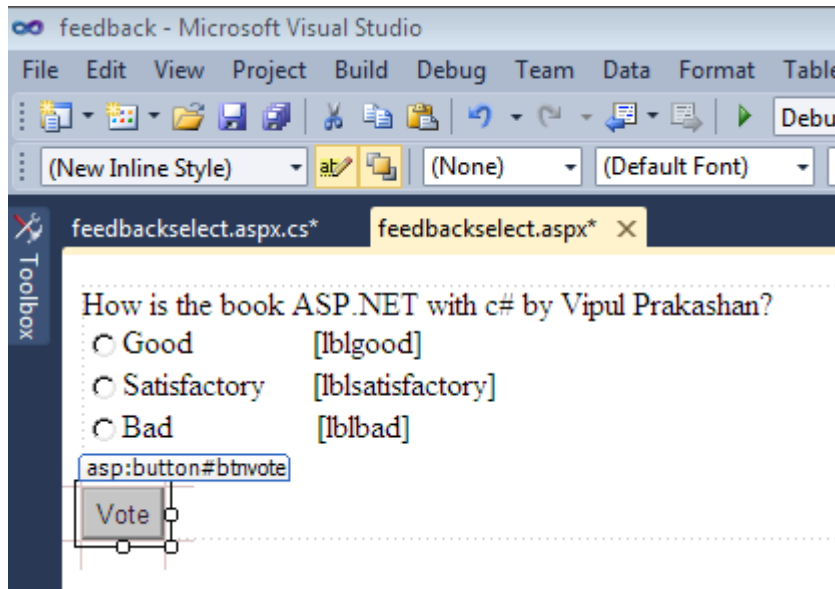 feedback - Microsoft Visual Studio
File Edit View Project Build Debug Team Data Format Table
Debu
(New Inline Style) ab (None) (Default Font)
feedbackselect.aspx.cs* feedbackselect.aspx*
Toolbox
How is the book ASP.NET with c# by Vipul Prakashan?
Good [lblgood]
Satisfactory [lblsatisfactory]
Bad [lblbad]
asp:button#btnvote
Vote